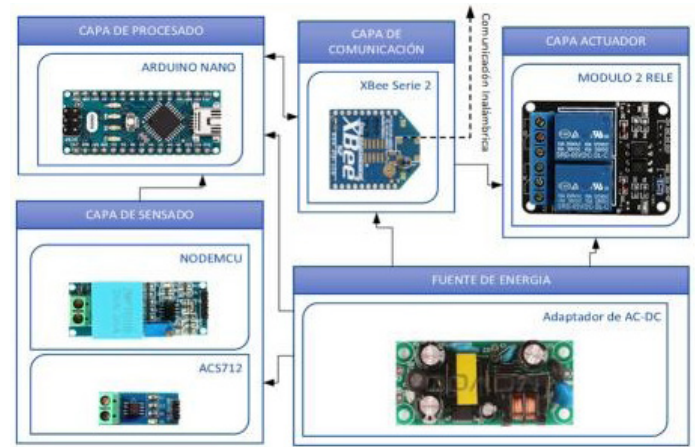 CAPA DE PROCESADO
ARDUINO NANO
CAPA DE
COMUNICACIÓN
XBee Serie 2
XBee
Comunicación Inalámbrica
CAPA ACTUADOR
MODULO 2 RELE
CAPA DE SENSADO
NODEMCU
ACS712
FUENTE DE ENERGIA
Adaptador de AC-DC